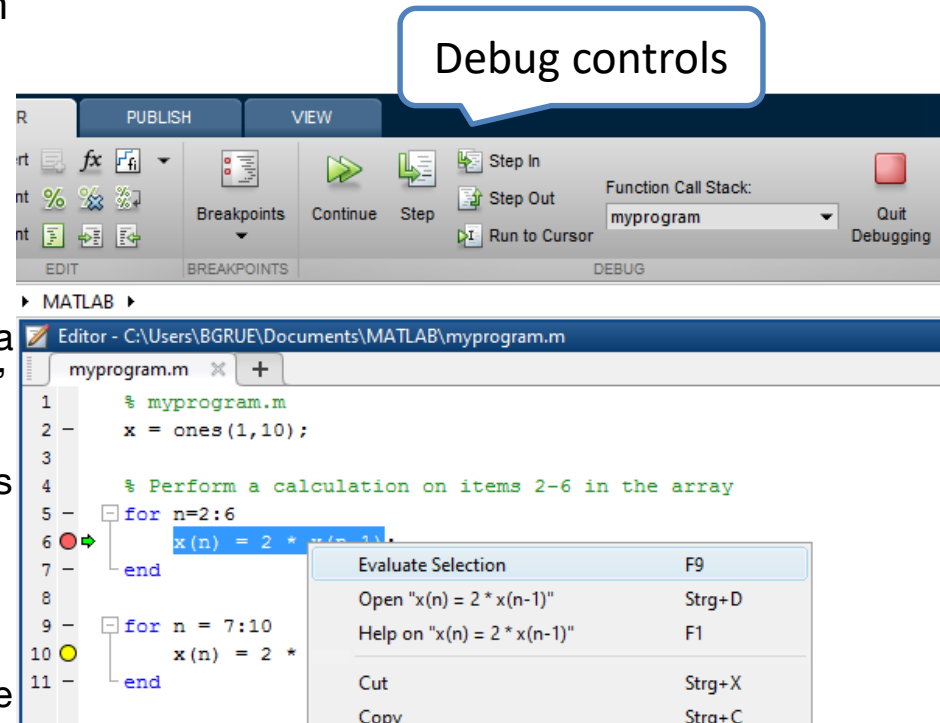 Debug controls
R PUBLISH VIEW
rt fx fi Step In
nt % Step Out Function Call Stack:
Breakpoints Continue Step myprogram Quit
nt Run to Cursor Debugging
EDIT BREAKPOINTS DEBUG
MATLAB
a
Editor - C:\Users\BGRUE\Documents\MATLAB\myprogram.m
myprogram.m +
1 % myprogram.m
2 – x = ones(1,10);
3
s
4 % Perform a calculation on items 2-6 in the array
5 – for n=2:6
6 x(n) = 2 * x(n-1);
7 – end
8
9 – for n = 7:10
10 x(n) = 2 *
11 – end
e
Evaluate Selection F9
Open "x(n) = 2 * x(n-1)" Strg+D
Help on "x(n) = 2 * x(n-1)" F1
Cut Strg+X
Copy Strg+C